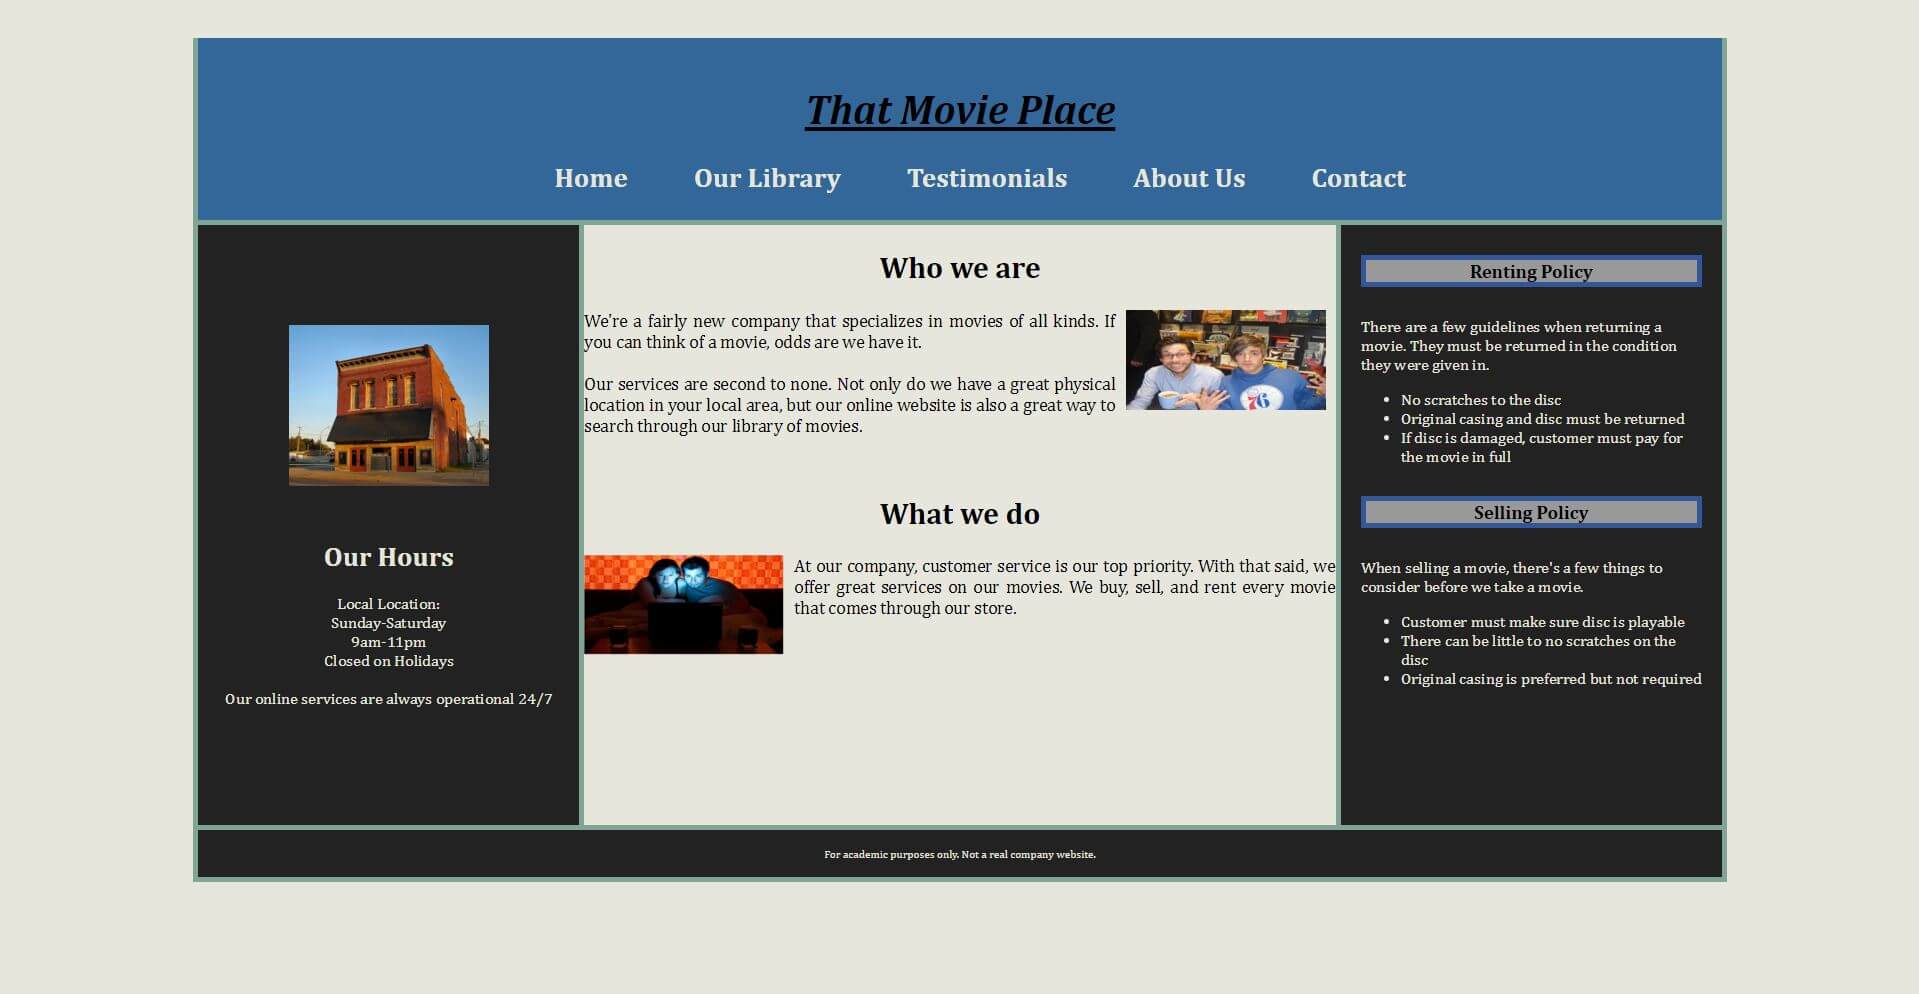 That Movie Place
Home Our Library Testimonials About Us Contact
Our Hours
Local Location:
Sunday-Saturday
9am-11pm
Closed on Holidays
Our online services are always operational 24/7
Who we are
We're a fairly new company that specializes in movies of all kinds. If
you can think of a movie, odds are we have it.
Our services are second to none. Not only do we have a great physical
location in your local area, but our online website is also a great way to
search through our library of movies.
76
What we do
At our company, customer service is our top priority. With that said, we
offer great services on our movies. We buy, sell, and rent every movie
that comes through our store.
Renting Policy
There are a few guidelines when returning a
movie. They must be returned in the condition
they were given in.
• No scratches to the disc
• Original casing and disc must be returned
• If disc is damaged, customer must pay for
the movie in full
Selling Policy
When selling a movie, there's a few things to
consider before we take a movie.
• Customer must make sure disc is playable
• There can be little to no scratches on the
disc
• Original casing is preferred but not required
For academic purposes only. Not a real company website.